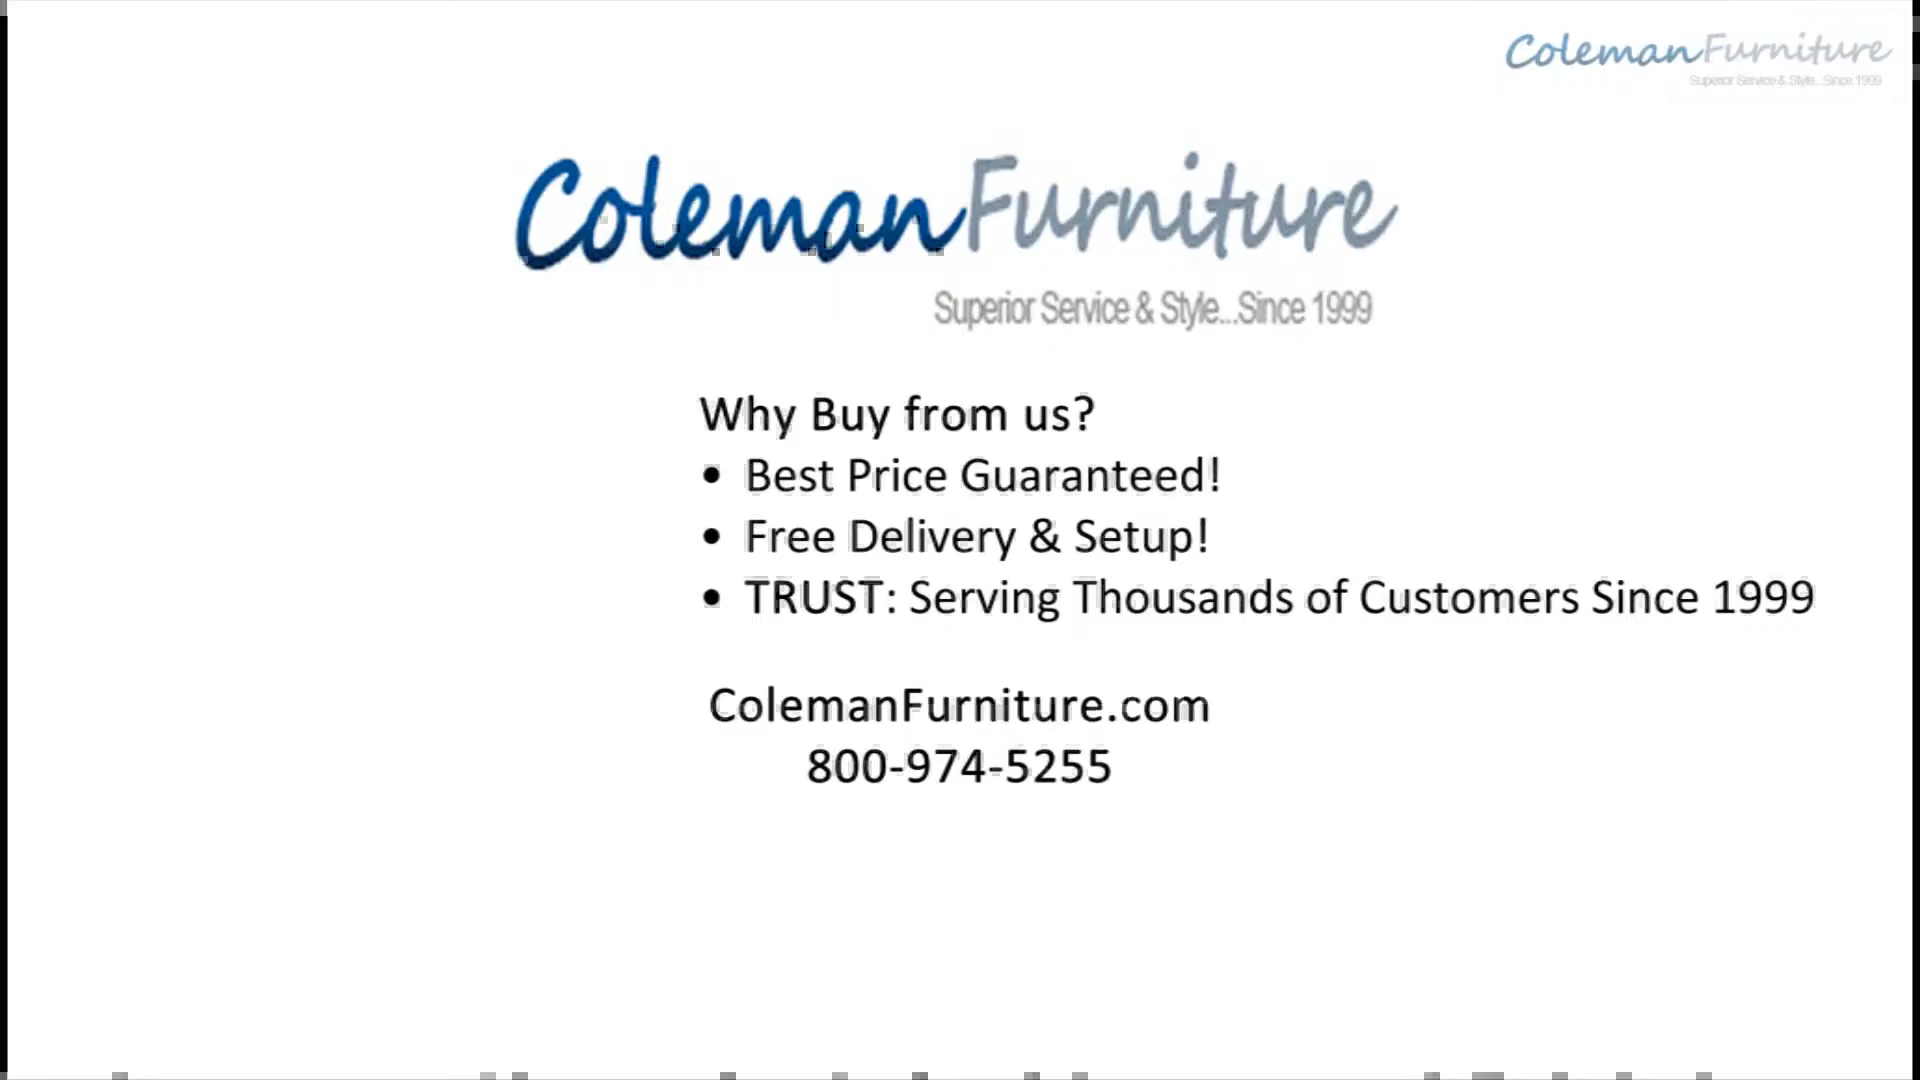 ColemanFurniture
Superior Service & Style...Since 1999
ColemanFurniture
Superior Service & Style...Since 1999
Why Buy from us?
• Best Price Guaranteed!
• Free Delivery & Setup!
• TRUST: Serving Thousands of Customers Since 1999
ColemanFurniture.com
800-974-5255